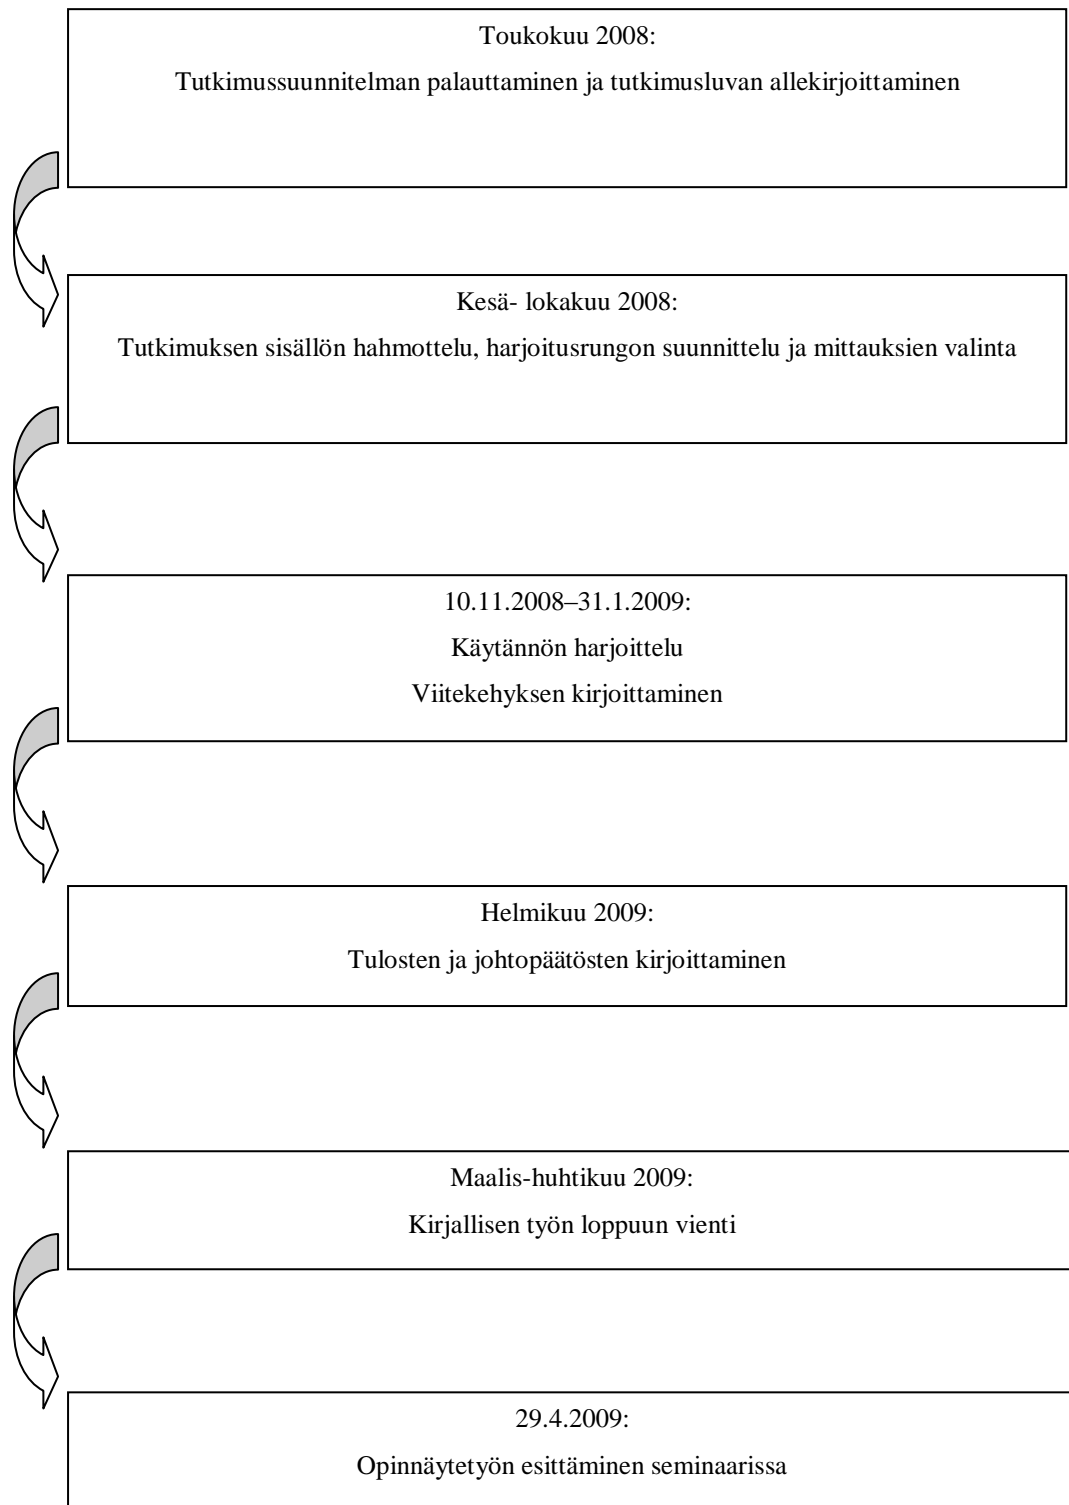 Toukokuu 2008:
Tutkimussuunnitelman palauttaminen ja tutkimusluvan allekirjoittaminen
Kesä- lokakuu 2008:
Tutkimuksen sisällön hahmottelu, harjoitusrungon suunnittelu ja mittauksien valinta
10.11.2008–31.1.2009:
Käytännön harjoittelu
Viitekehyksen kirjoittaminen
Helmikuu 2009:
Tulosten ja johtopäätösten kirjoittaminen
Maalis-huhtikuu 2009:
Kirjallisen työn loppuun vienti
29.4.2009:
Opinnäytetyön esittäminen seminaarissa